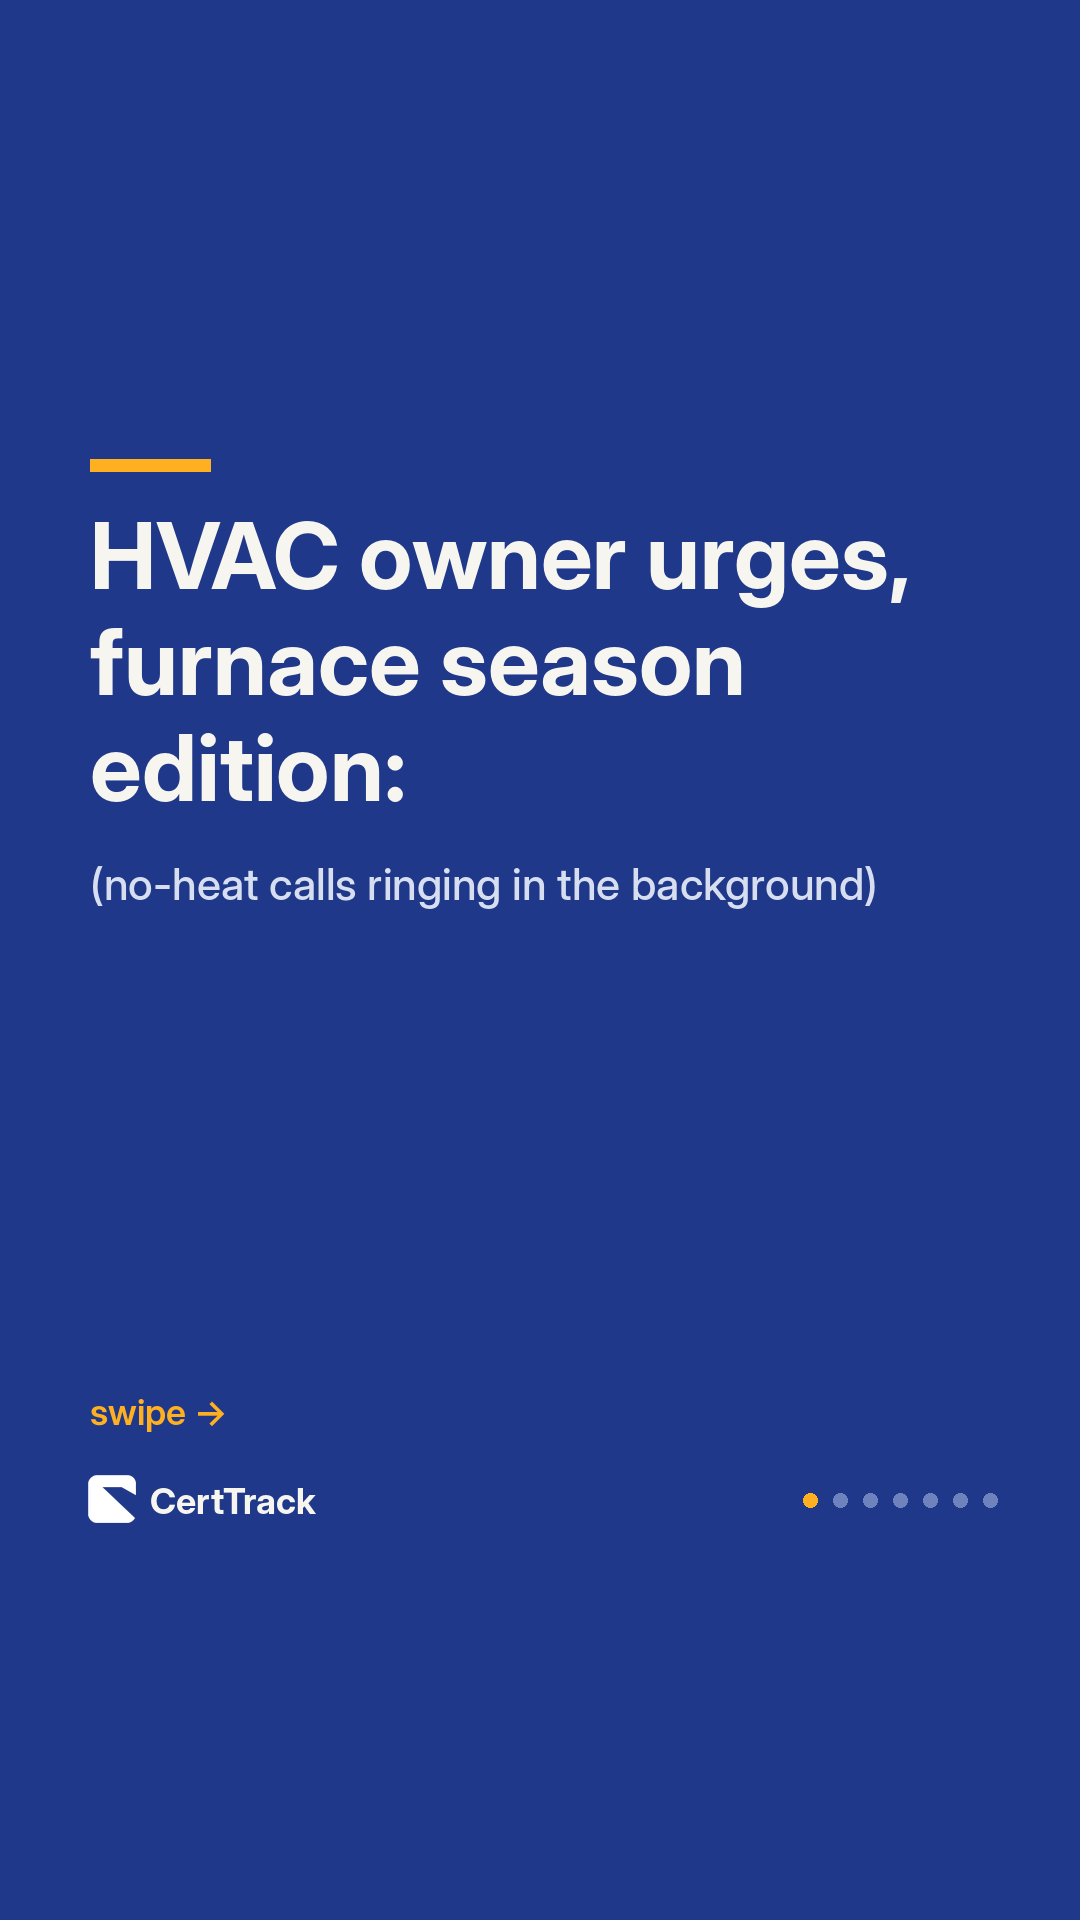 HVAC owner urges,
furnace season
edition:
(no-heat calls ringing in the background)
swipe →
CertTrack